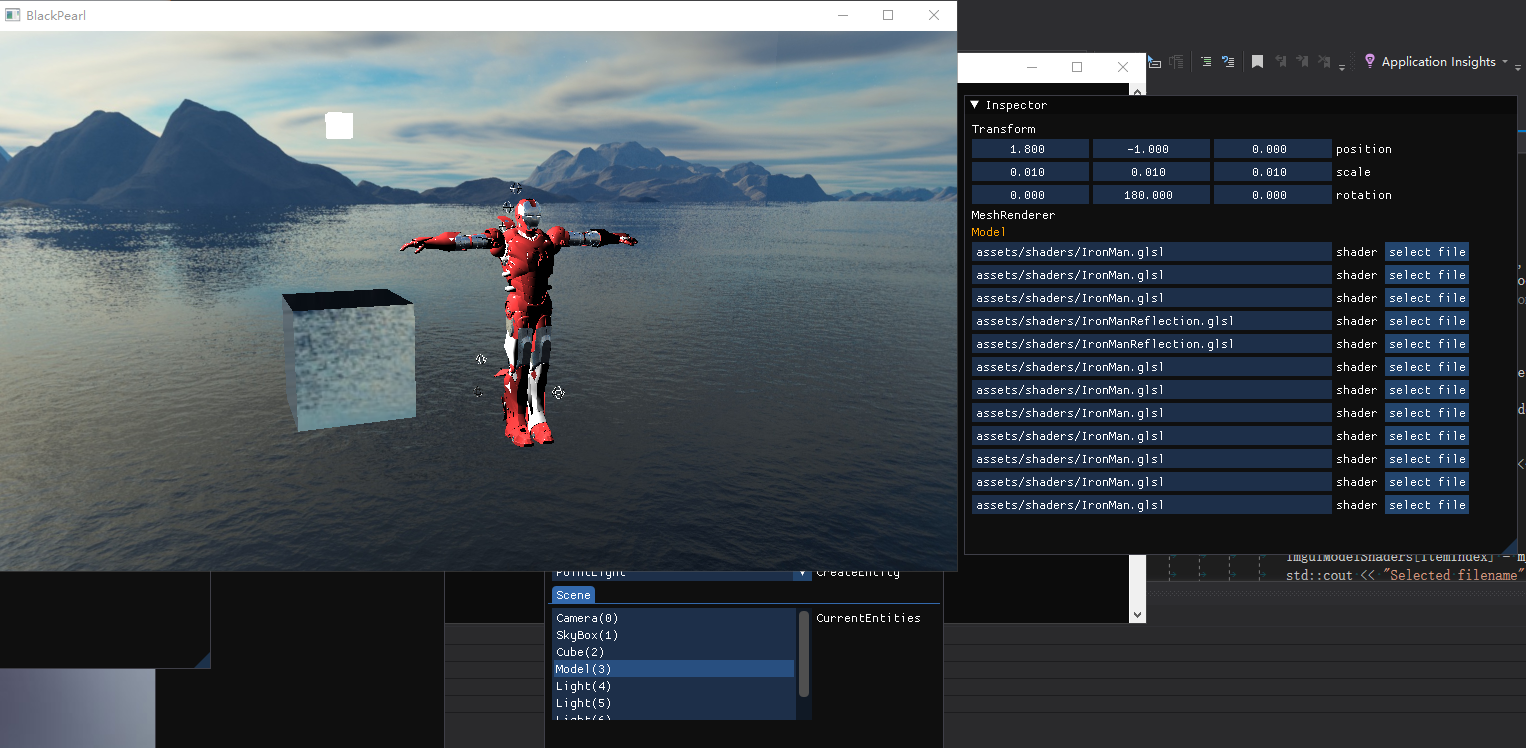 BlackPearl
Application Insights
Inspector
Transform
1.800 -1.000 0.000 position
0.010 0.010 0.010 scale
0.000 180.000 0.000 rotation
MeshRenderer
Model
assets/shaders/IronMan.glsl shader select file
assets/shaders/IronMan.glsl shader select file
assets/shaders/IronMan.glsl shader select file
assets/shaders/IronManReflection.glsl shader select file
assets/shaders/IronManReflection.glsl shader select file
assets/shaders/IronMan.glsl shader select file
assets/shaders/IronMan.glsl shader select file
assets/shaders/IronMan.glsl shader select file
assets/shaders/IronMan.glsl shader select file
assets/shaders/IronMan.glsl shader select file
assets/shaders/IronMan.glsl shader select file
assets/shaders/IronMan.glsl shader select file
imguiModelShaders[itemIndex] = m
std::cout << "Selected filename"
PointLight CreateEntity
Scene
Camera(0) CurrentEntities
SkyBox(1)
Cube(2)
Model(3)
Light(4)
Light(5)
Light(6)